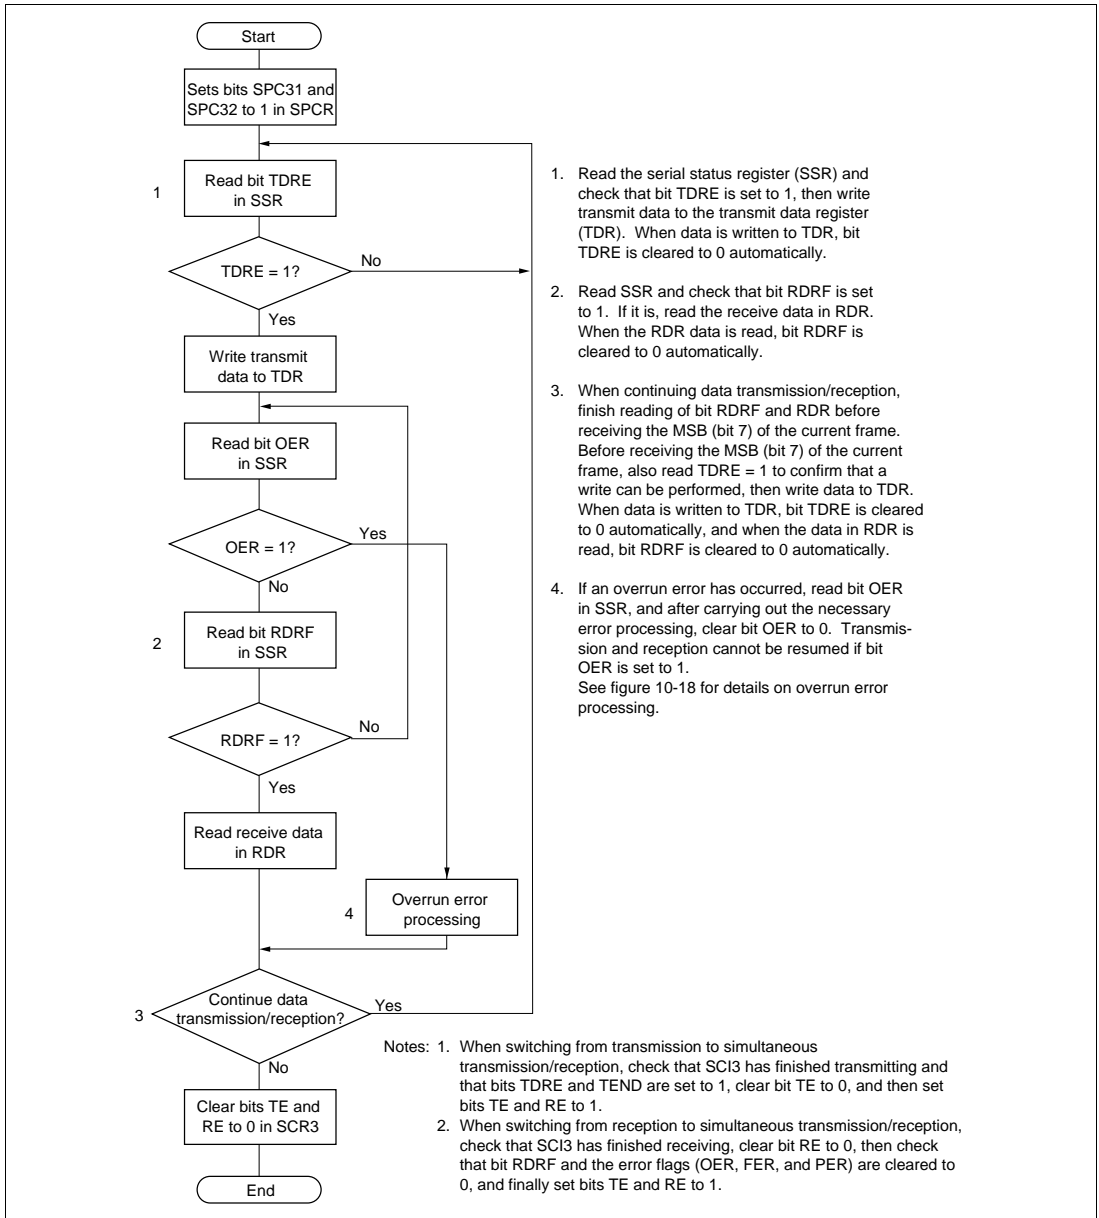 Start
Sets bits SPC31 and
SPC32 to 1 in SPCR
1
Read bit TDRE
in SSR
TDRE = 1?
No
Yes
Write transmit
data to TDR
Read bit OER
in SSR
OER = 1?
Yes
No
2
Read bit RDRF
in SSR
RDRF = 1?
No
Yes
Read receive data
in RDR
4
Overrun error
processing
3
Continue data
transmission/reception?
Yes
No
Clear bits TE and
RE to 0 in SCR3
End
1. Read the serial status register (SSR) and
check that bit TDRE is set to 1, then write
transmit data to the transmit data register
(TDR). When data is written to TDR, bit
TDRE is cleared to 0 automatically.
2. Read SSR and check that bit RDRF is set
to 1. If it is, read the receive data in RDR.
When the RDR data is read, bit RDRF is
cleared to 0 automatically.
3. When continuing data transmission/reception,
finish reading of bit RDRF and RDR before
receiving the MSB (bit 7) of the current frame.
Before receiving the MSB (bit 7) of the current
frame, also read TDRE = 1 to confirm that a
write can be performed, then write data to TDR.
When data is written to TDR, bit TDRE is cleared
to 0 automatically, and when the data in RDR is
read, bit RDRF is cleared to 0 automatically.
4. If an overrun error has occurred, read bit OER
in SSR, and after carrying out the necessary
error processing, clear bit OER to 0. Transmis-
sion and reception cannot be resumed if bit
OER is set to 1.
See figure 10-18 for details on overrun error
processing.
Notes: 1. When switching from transmission to simultaneous
transmission/reception, check that SCI3 has finished transmitting and
that bits TDRE and TEND are set to 1, clear bit TE to 0, and then set
bits TE and RE to 1.
2. When switching from reception to simultaneous transmission/reception,
check that SCI3 has finished receiving, clear bit RE to 0, then check
that bit RDRF and the error flags (OER, FER, and PER) are cleared to
0, and finally set bits TE and RE to 1.